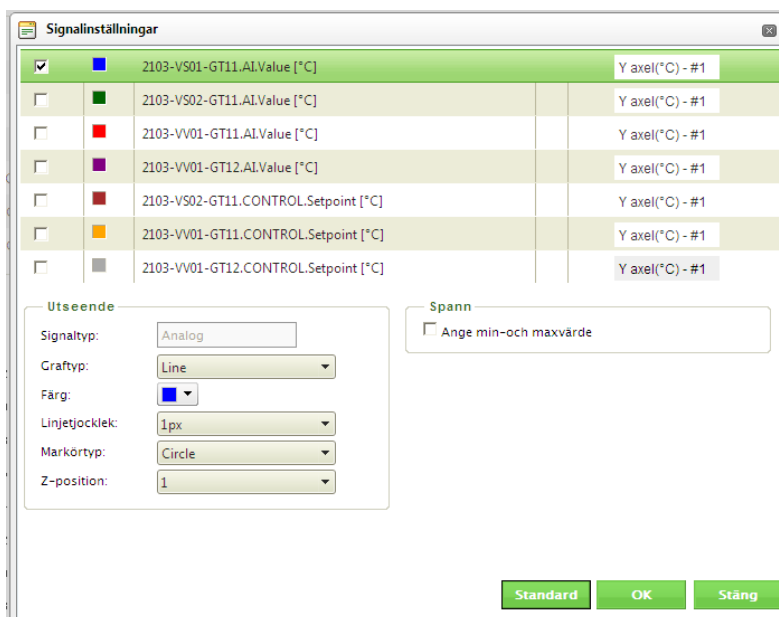 Signalinställningar
2103-VS01-GT11.AI.Value [°C] Y axel(°C) - #1
2103-VS02-GT11.AI.Value [°C] Y axel(°C) - #1
2103-VV01-GT11.AI.Value [°C] Y axel(°C) - #1
2103-VV01-GT12.AI.Value [°C] Y axel(°C) - #1
2103-VS02-GT11.CONTROL.Setpoint [°C] Y axel(°C) - #1
2103-VV01-GT11.CONTROL.Setpoint [°C] Y axel(°C) - #1
2103-VV01-GT12.CONTROL.Setpoint [°C] Y axel(°C) - #1
Utseende
Signaltyp: Analog
Graftyp: Line
Färg:
Linjetjocklek: 1px
Markörtyp: Circle
Z-position: 1
Spann
Ange min-och maxvärde
Standard OK Stäng